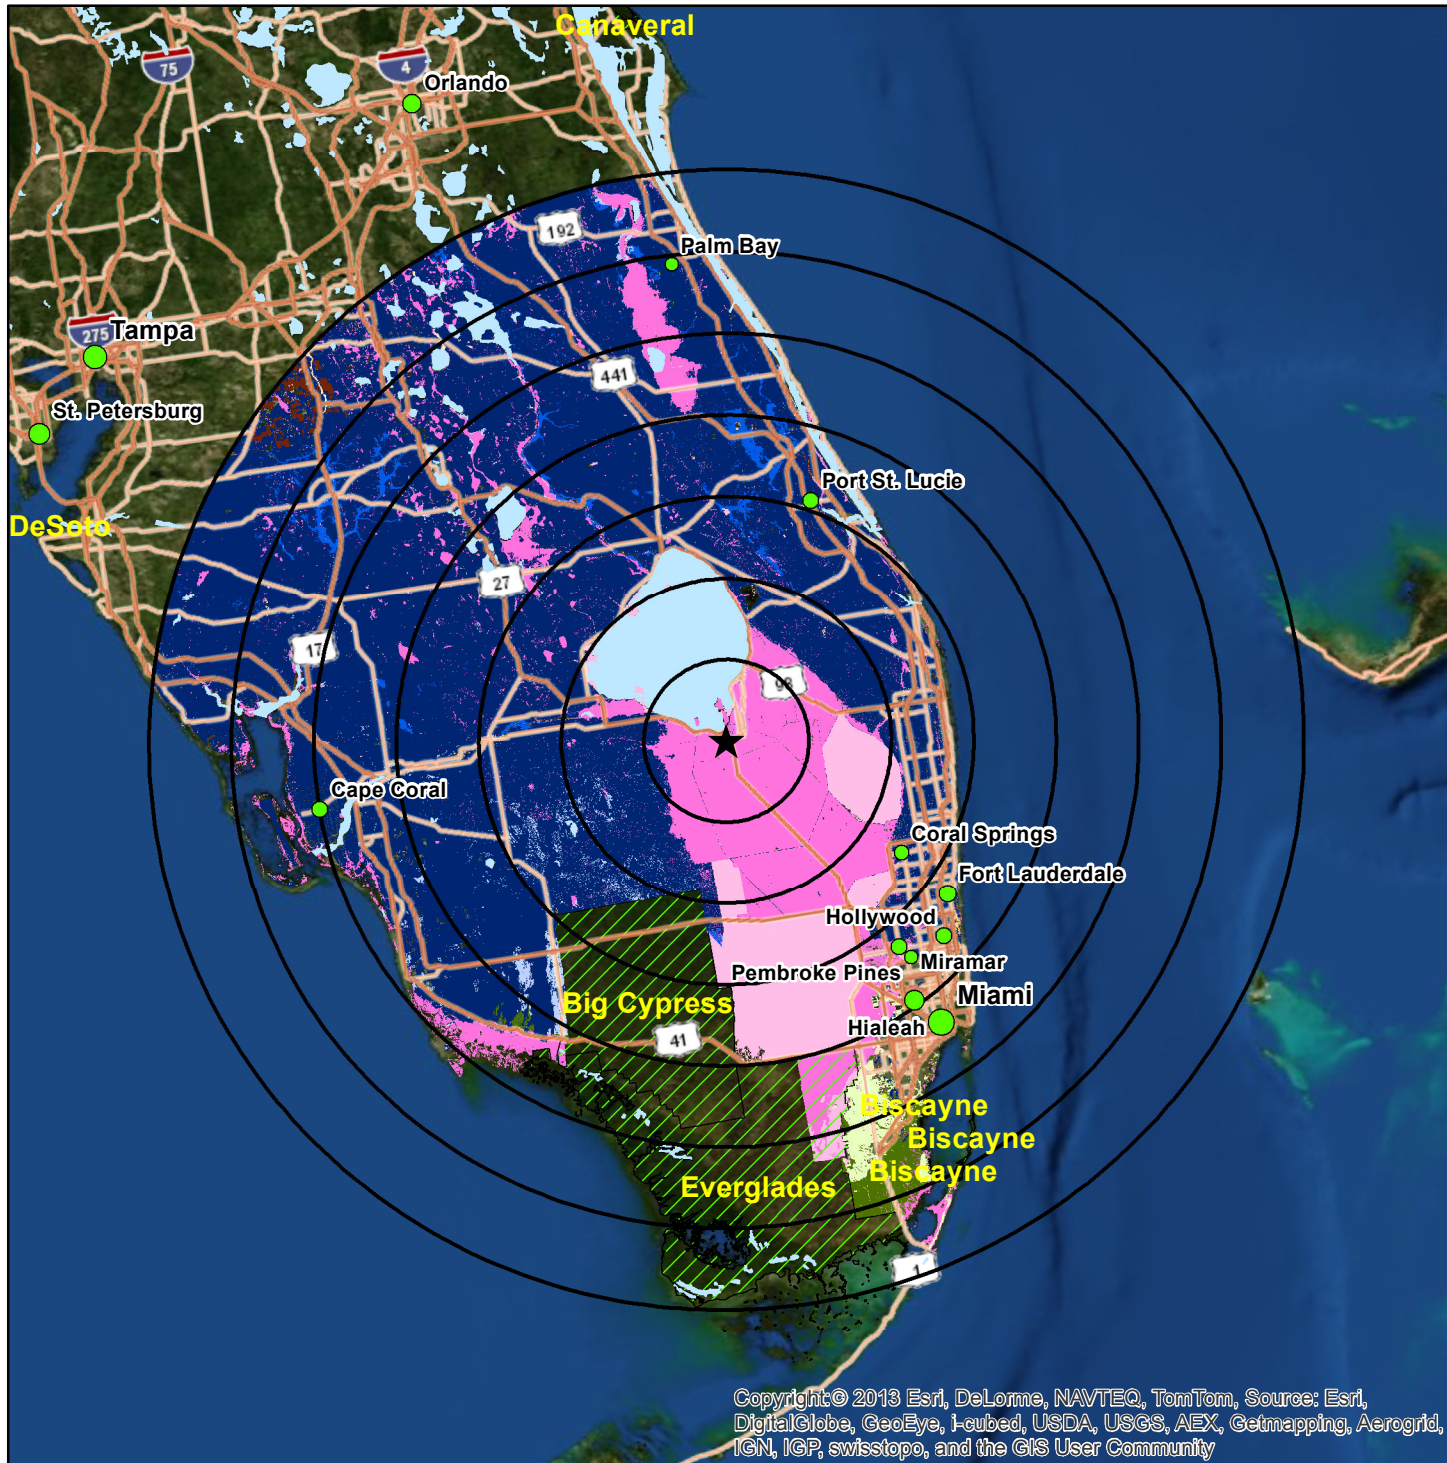 Canaveral
75
4
Orlando
192
Palm Bay
275
Tampa
441
St. Petersburg
Port St. Lucie
DeSoto
27
17
98
Cape Coral
Coral Springs
Fort Lauderdale
Hollywood
Miramar
Pembroke Pines
Miami
Big Cypress
Hialeah
41
Biscayne
Biscayne
Biscayne
Everglades
1
Copyright:© 2013 Esri, DeLorme, NAVTEQ, TomTom, Source: Esri,
DigitalGlobe, GeoEye, i-cubed, USDA, USGS, AEX, Getmapping, Aerogrid,
IGN, IGP, swisstopo, and the GIS User Community